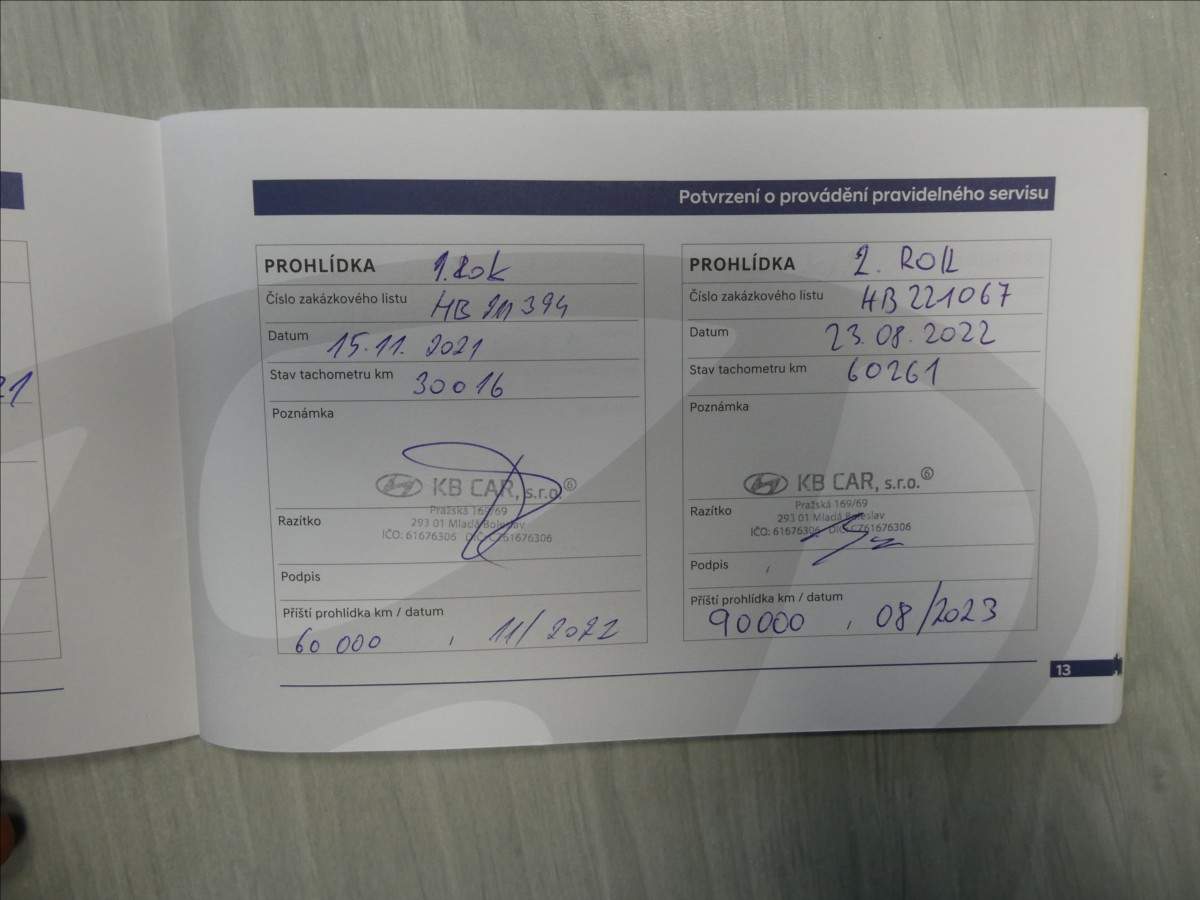 Potvrzení o provádění pravidelného servisu
PROHLÍDKA 1. Rok
Číslo zakázkového listu HB 211394
Datum 15.11. 2021
Stav tachometru km 30016
Poznámka
KB CAR, s.r.o. 6
Pražská 169/69
Razítko
293 01 Mladá Boleslav
IČO: 61676306 DIČ: CZ61676306
Podpis
Příští prohlídka km / datum
60 000 , 11/2022
PROHLÍDKA 2. ROK
Číslo zakázkového listu HB 221067
Datum 23.08.2022
Stav tachometru km 60261
Poznámka
KB CAR, s.r.o. 6
Pražská 169/69
Razítko
293 01 Mladá Boleslav
IČO: 61676306 DIČ: CZ61676306
Podpis
Příští prohlídka km / datum
90000 , 08/2023
13